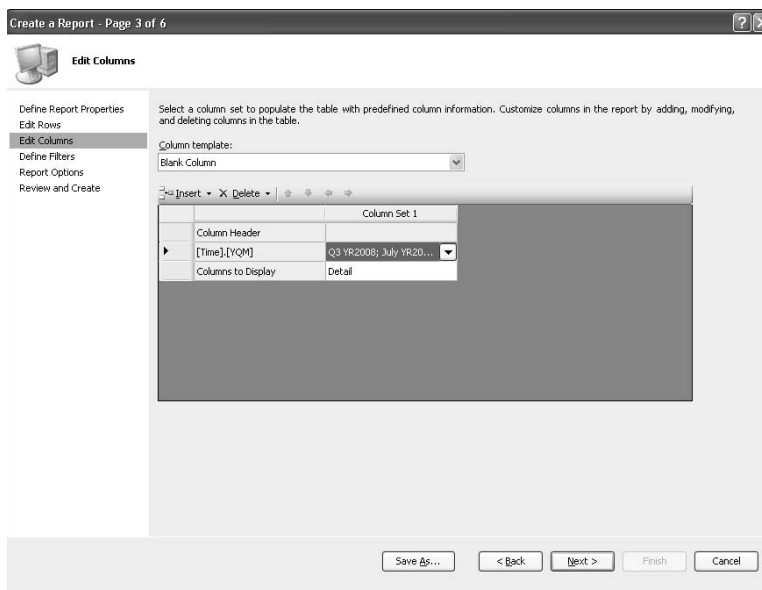 Create a Report - Page 3 of 6
Edit Columns
Define Report Properties
Edit Rows
Edit Columns
Define Filters
Report Options
Review and Create
Select a column set to populate the table with predefined column information. Customize columns in the report by adding, modifying,
and deleting columns in the table.
Column template:
Blank Column
Insert
Delete
Column Set 1
Column Header
[Time].[YQM]
Q3 YR2008; July YR20...
Columns to Display
Detail
Save As...
< Back
Next >
Finish
Cancel